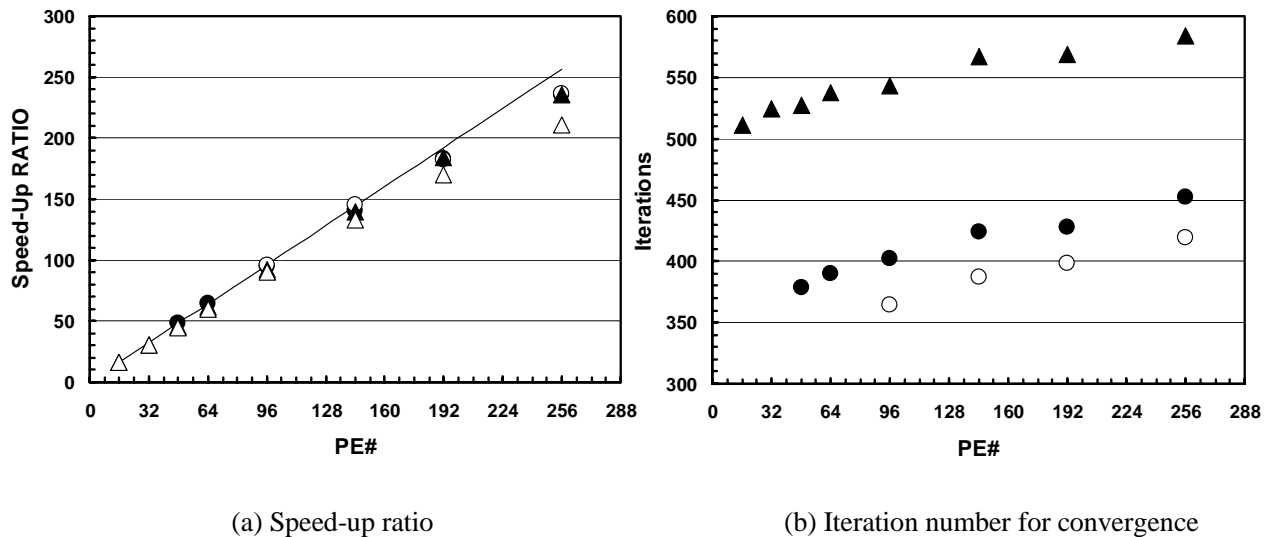 300
250
200
150
100
50
0
Speed-Up RATIO
0 32 64 96 128 160 192 224 256 288
PE#
600
550
500
450
400
350
300
Iterations
0 32 64 96 128 160 192 224 256 288
PE#
(a) Speed-up ratio
(b) Iteration number for convergence